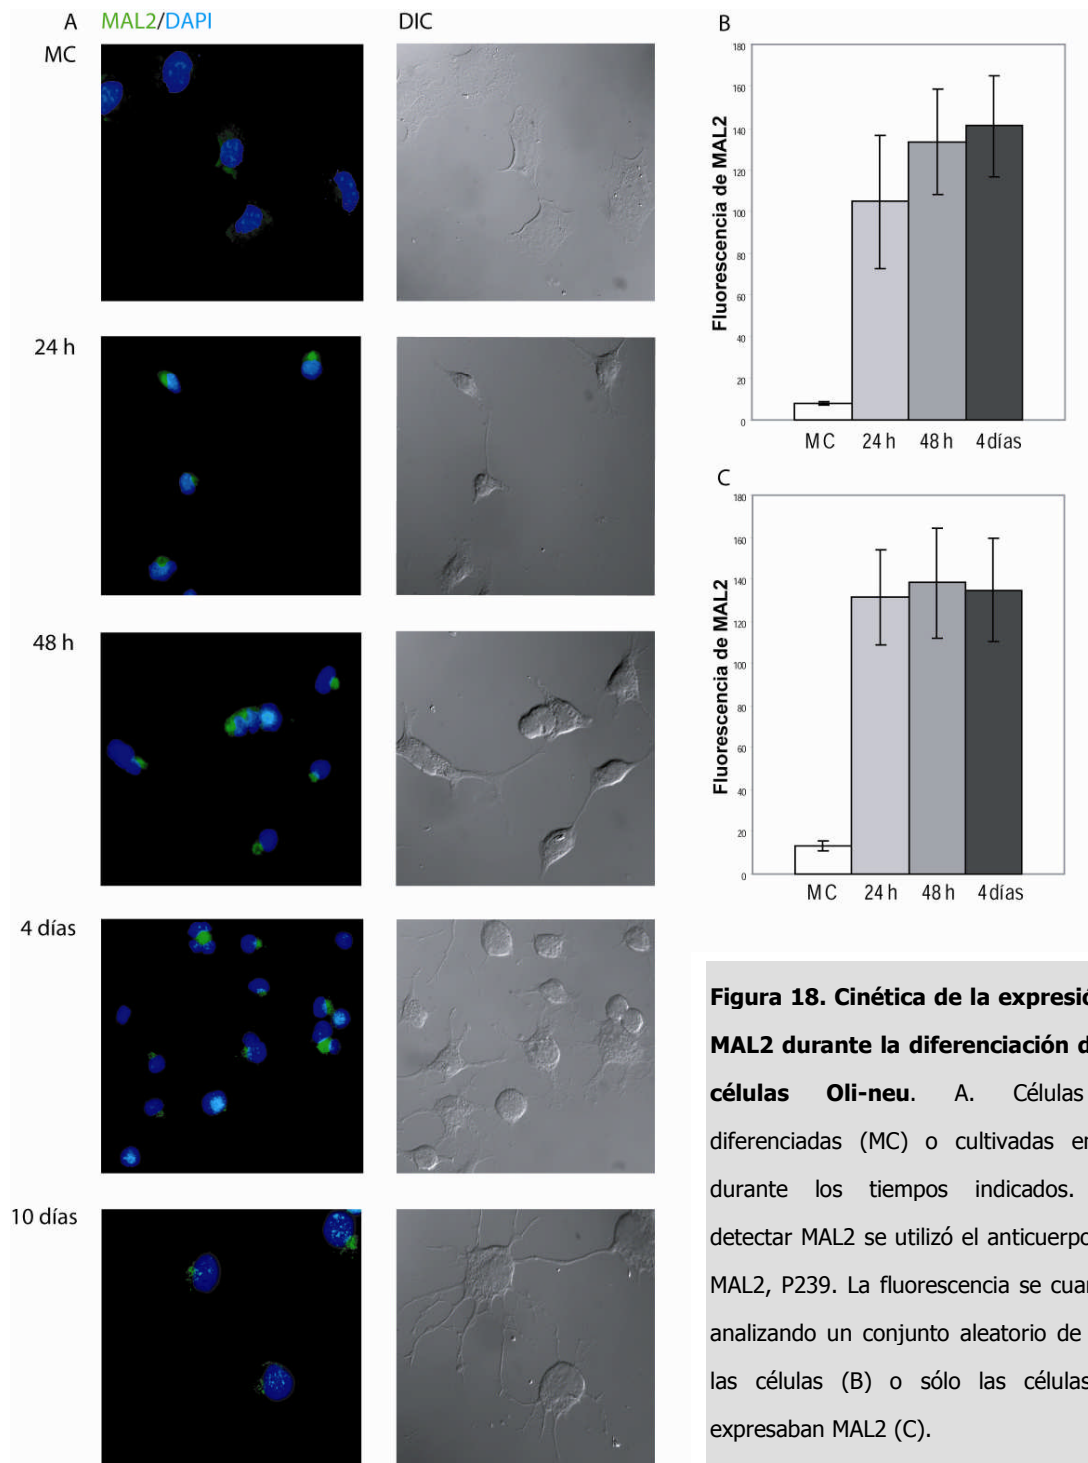 A MAL2/DAPI DIC
MC
24 h
48 h
4 días
10 días
B
Fluorescencia de MAL2
180
160
140
120
100
80
60
40
20
0
MC 24 h 48 h 4 días
C
Fluorescencia de MAL2
180
160
140
120
100
80
60
40
20
0
MC 24 h 48 h 4 días
Figura 18. Cinética de la
MAL2 durante la diferenciación
células Oli-neu. A. Células
diferenciadas (MC) o cultivadas
durante los tiempos indicados.
detectar MAL2 se utilizó el
MAL2, P239. La fluorescencia se
analizando un conjunto aleatorio de
las células (B) o sólo las células
expresaban MAL2 (C).